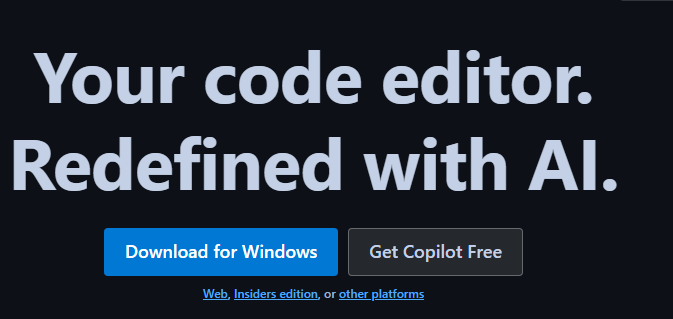 Your code editor.
Redefined with AI.
Download for Windows Get Copilot Free
Web, Insiders edition, or other platforms